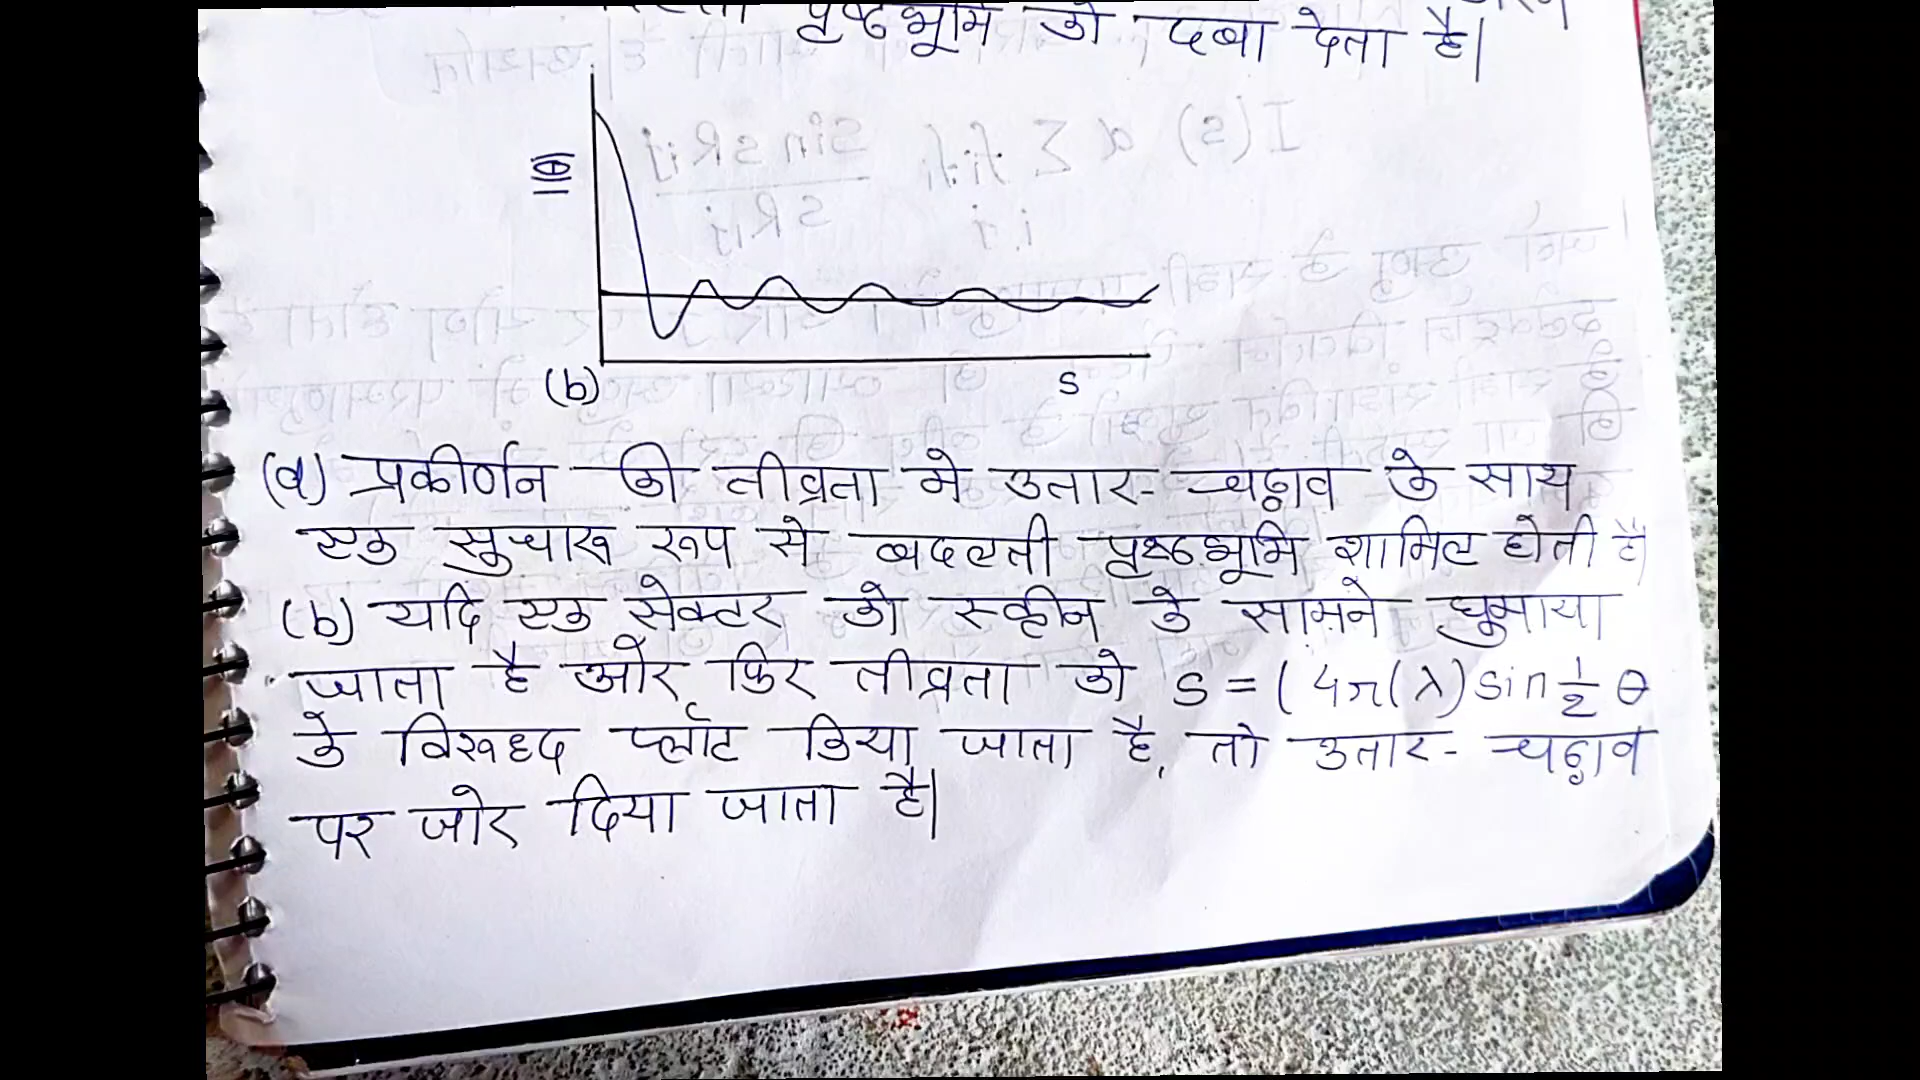 पृष्ठभूमि को दबा देता है।
I(θ)
(b) S
(a) प्रकीर्णन की तीव्रता मे उतार- चढ़ाव के साथ
एक सुचारू रूप से बदलती पृष्ठभूमि शामिल होती है
(b) यदि एक सेक्टर को स्क्रीन के सामने घुमाया
जाता है और फिर तीव्रता को S = ( 4π(λ) sin 1/2 θ
के विरूध्द प्लॉट किया जाता है, तो उतार- चढ़ाव
पर जोर दिया जाता है।